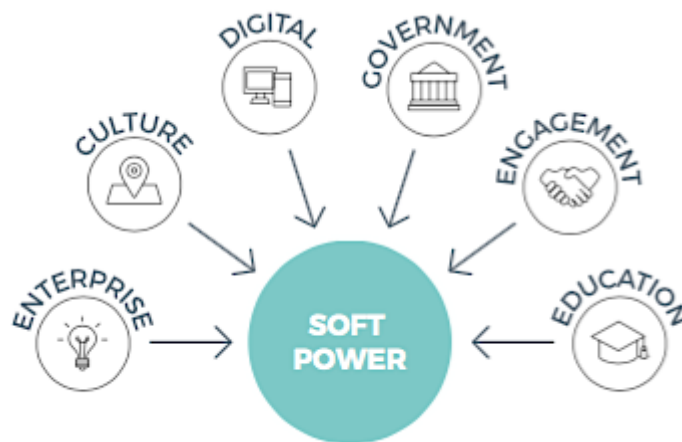 DIGITAL
GOVERNMENT
CULTURE
ENGAGEMENT
ENTERPRISE
EDUCATION
SOFT
POWER